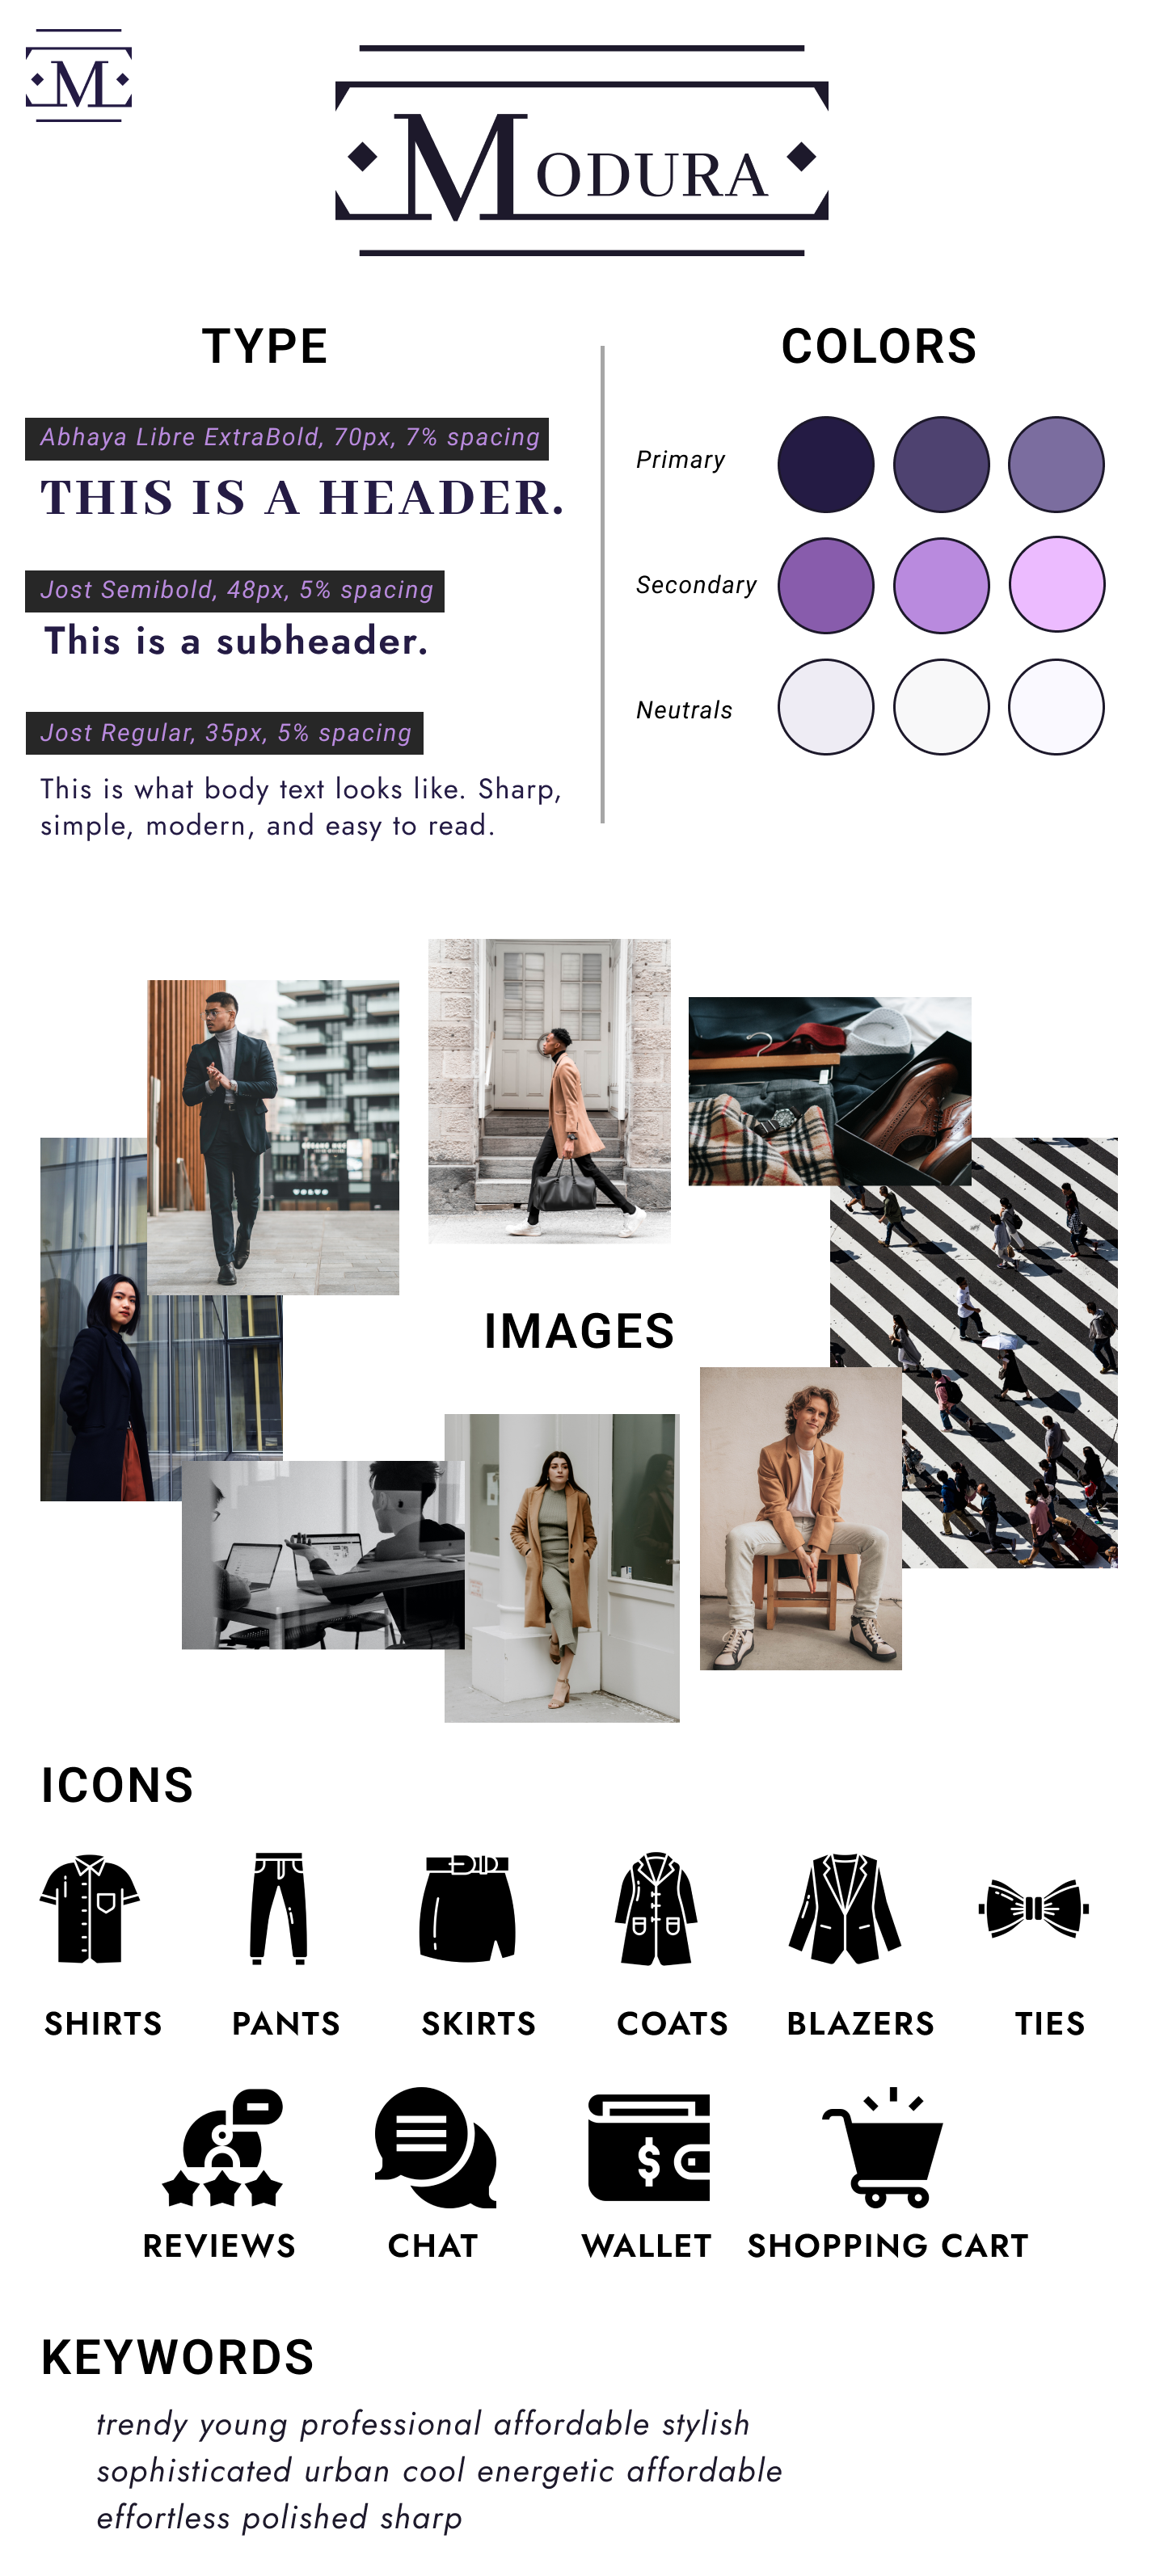 M
MODURA
TYPE
Abhaya Libre ExtraBold, 70px, 7% spacing
THIS IS A HEADER.
Jost Semibold, 48px, 5% spacing
This is a subheader.
Jost Regular, 35px, 5% spacing
This is what body text looks like. Sharp,
simple, modern, and easy to read.
COLORS
Primary
Secondary
Neutrals
VOLVO
IMAGES
ICONS
SHIRTS PANTS SKIRTS COATS BLAZERS TIES
$
REVIEWS CHAT WALLET SHOPPING CART
KEYWORDS
trendy young professional affordable stylish
sophisticated urban cool energetic affordable
effortless polished sharp